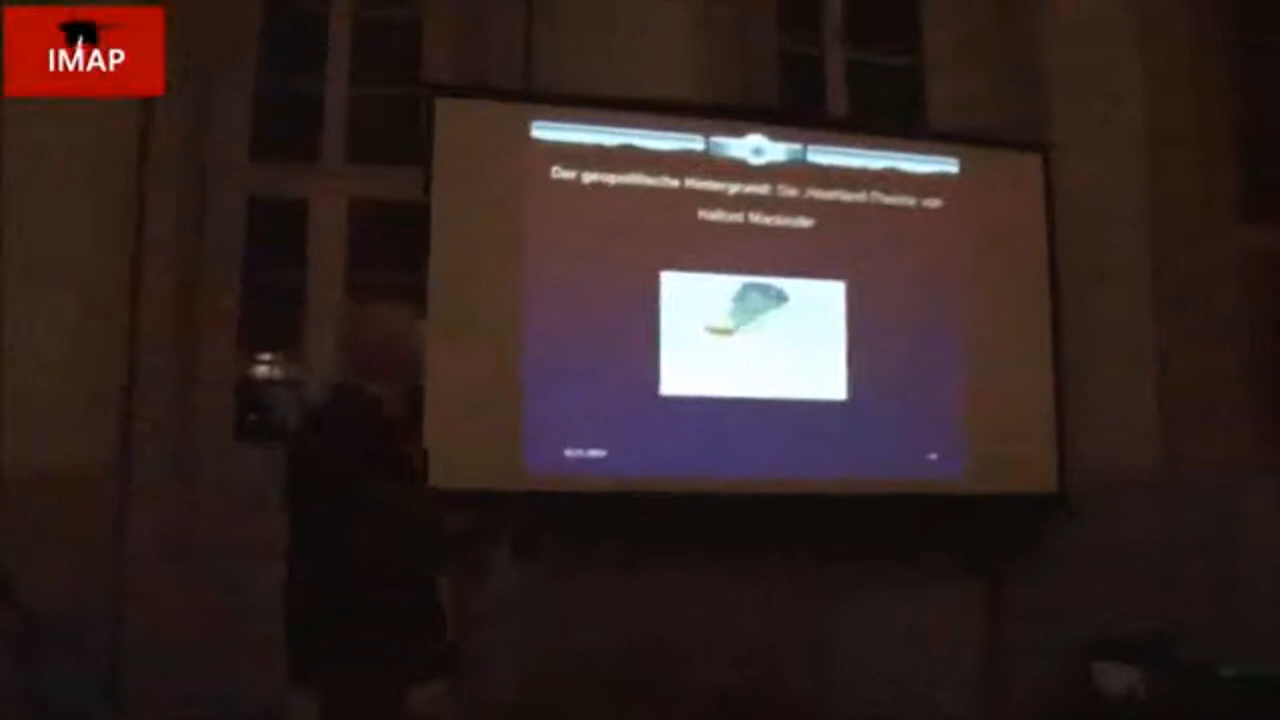 IMAP
Der geopolitische Hintergrund: Die „Heartland-Theorie von
Halford Mackinder